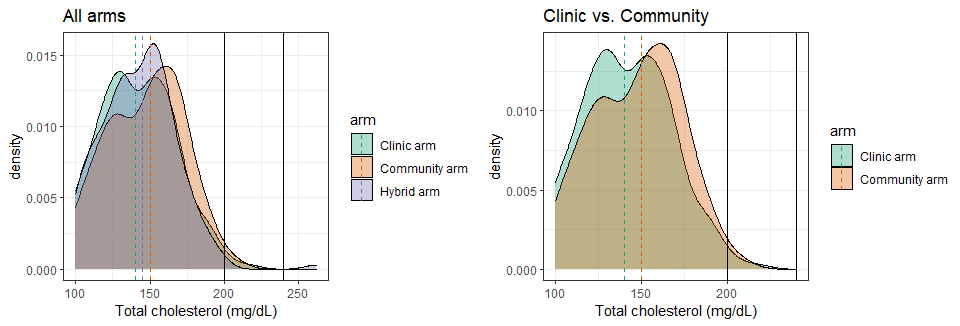 All arms
0.015
0.010
0.005
0.000
density
100
150
200
250
Total cholesterol (mg/dL)
arm
Clinic arm
Community arm
Hybrid arm
Clinic vs. Community
0.010
0.005
0.000
density
100
150
200
Total cholesterol (mg/dL)
arm
Clinic arm
Community arm